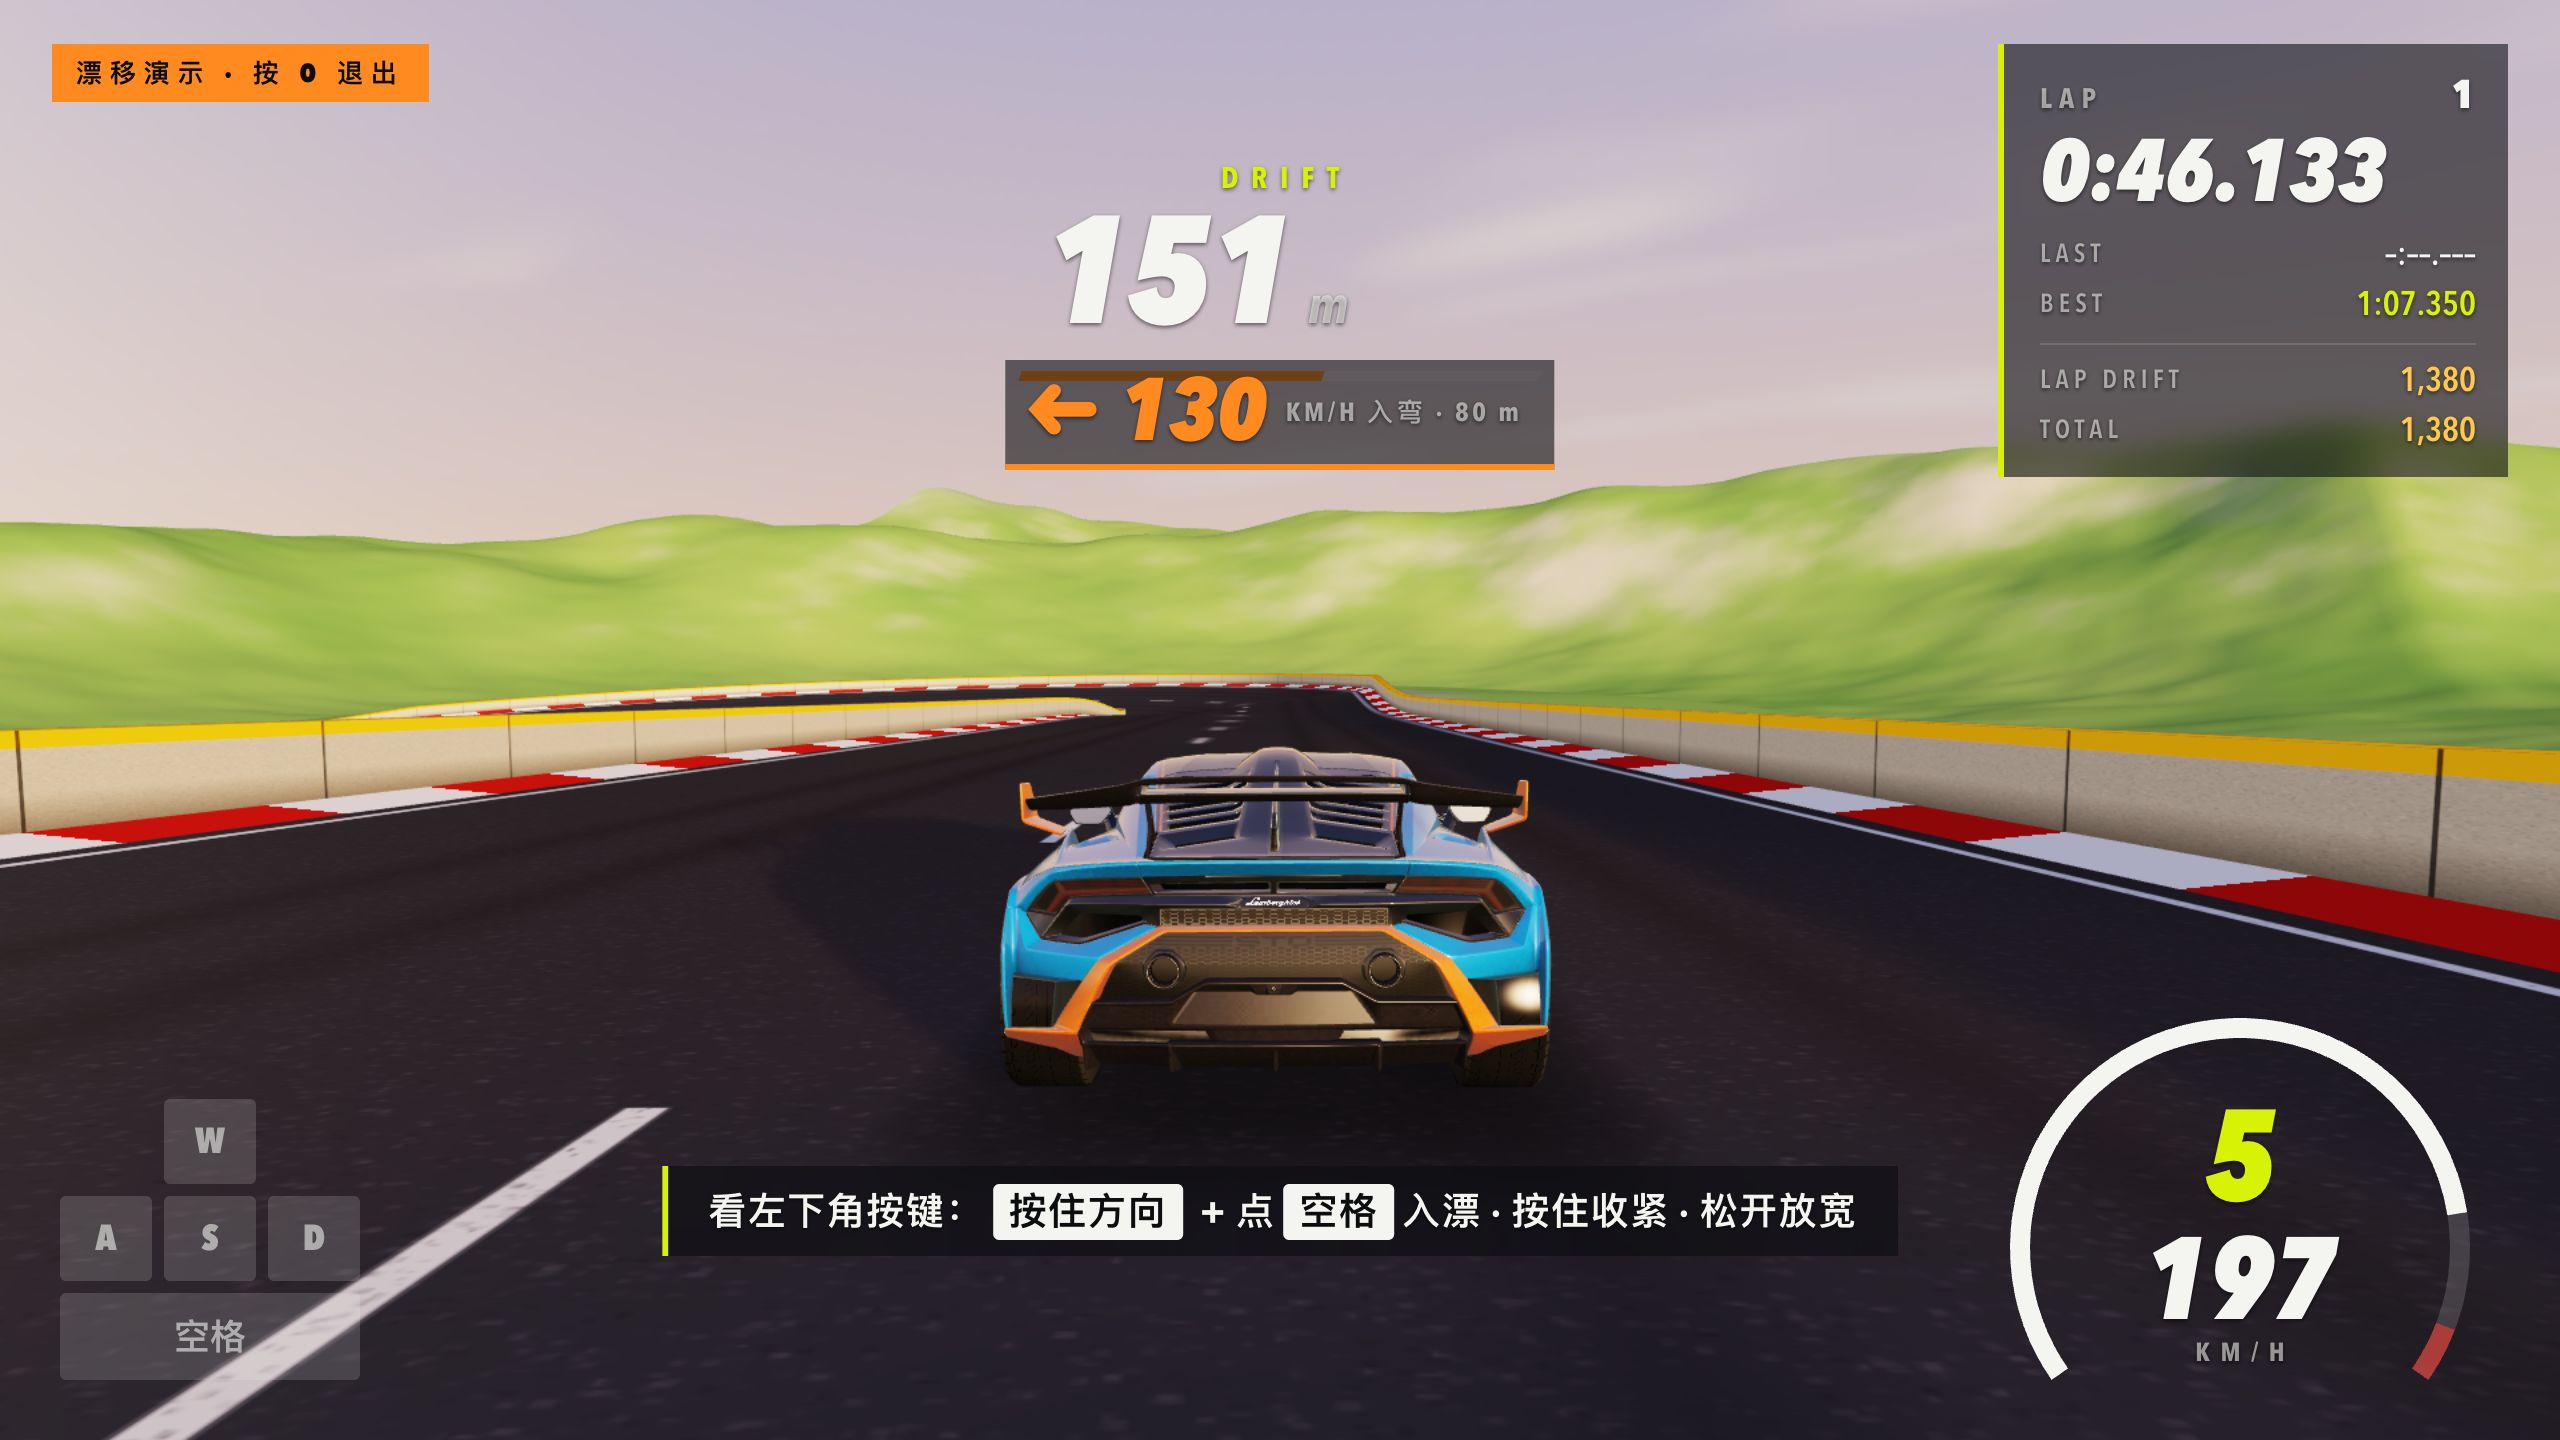 漂移演示 · 按 0 退出
DRIFT
151 m
← 130 KM/H 入弯 · 80 m
LAP 1
0:46.133
LAST -:--.---
BEST 1:07.350
LAP DRIFT 1,380
TOTAL 1,380
Lamborghini
STO
W
A S D
空格
看左下角按键： 按住方向 + 点 空格 入漂 · 按住收紧 · 松开放宽
5
197
KM/H